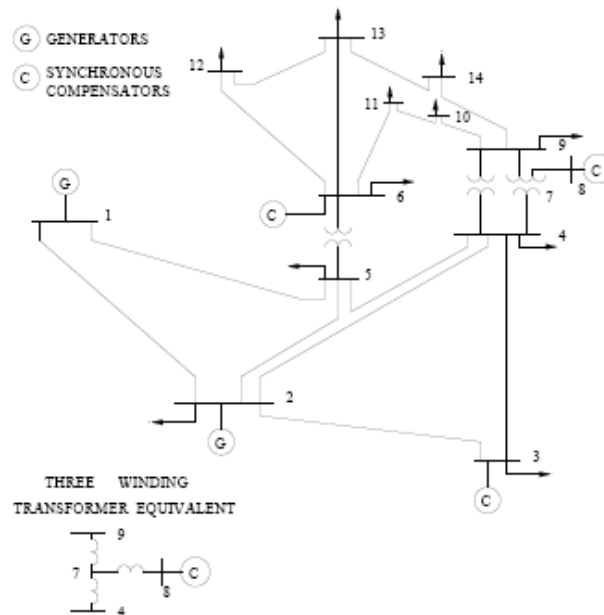 G GENERATORS
C SYNCHRONOUS
COMPENSATORS
13
12
14
11
10
9
C
8
7
G
1
C
6
4
5
2
G
3
C
THREE WINDING
TRANSFORMER EQUIVALENT
9
7
C
8
4